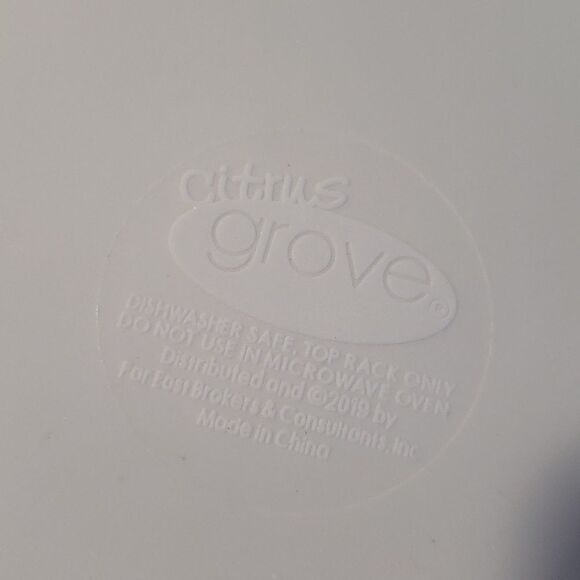 citrus
grove®
DISHWASHER SAFE, TOP RACK ONLY
DO NOT USE IN MICROWAVE OVEN
Distributed and ©2019 by
Far East Brokers & Consultants, Inc.
Made in China